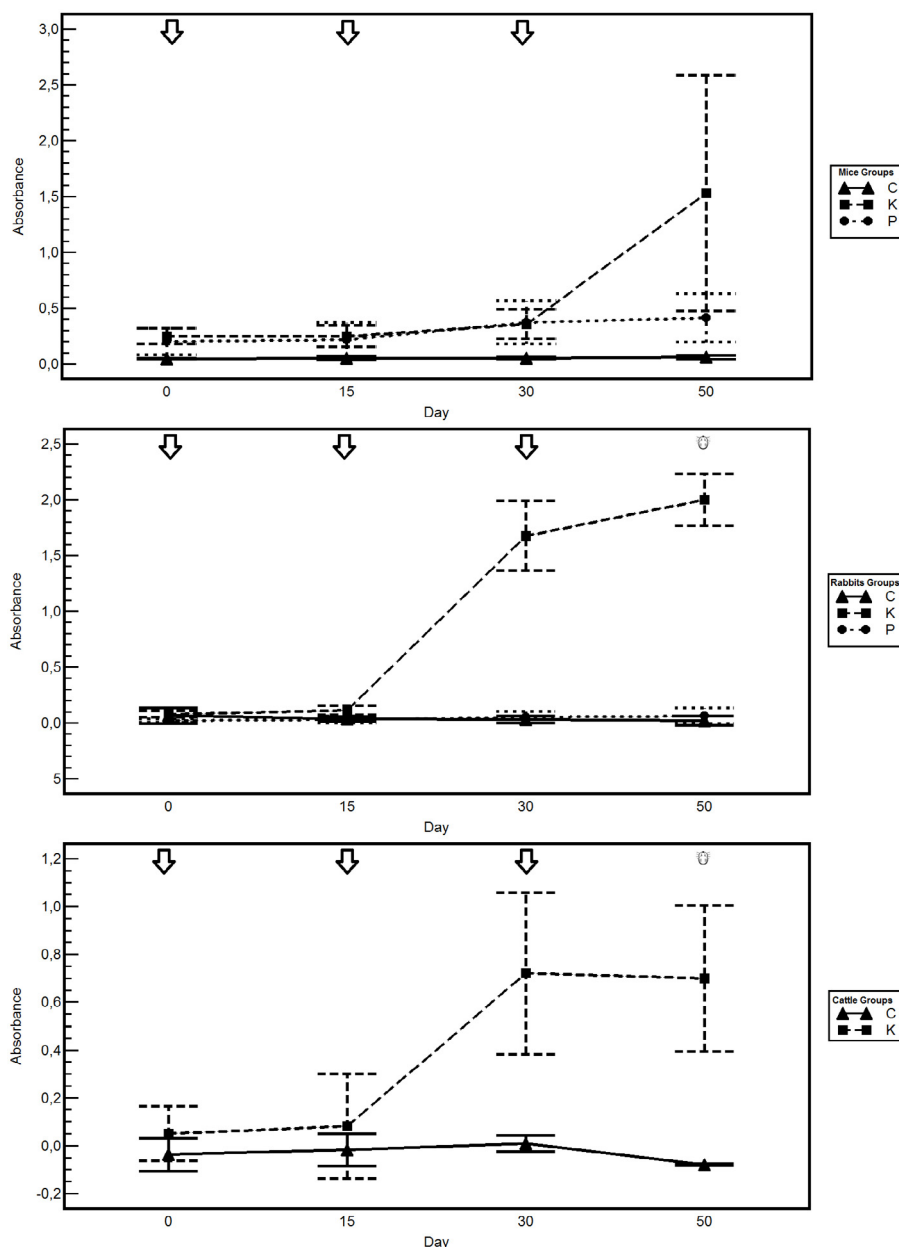 3,0
2,5
2,0
1,5
1,0
0,5
0,0
Absorbance
0 15 30 50
Day
Mice Groups
C
K
P
2,5
2,0
1,5
1,0
0,5
0,0
5
Absorbance
0 15 30 50
Day
Rabbits Groups
C
K
P
1,2
1,0
0,8
0,6
0,4
0,2
0,0
-0,2
Absorbance
0 15 30 50
Day
Cattle Groups
C
K